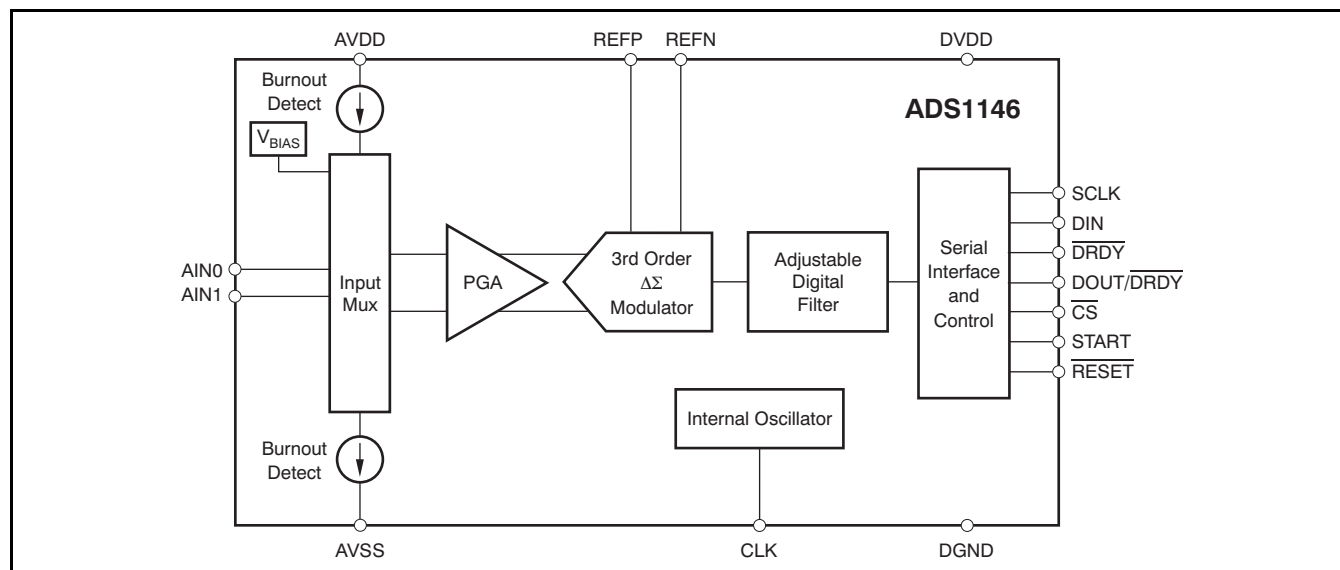 AVDD
REFP
REFN
DVDD
Burnout
Detect
ADS1146
VBIAS
SCLK
DIN
DRDY
DOUT/DRDY
CS
START
RESET
Serial
Interface
and
Control
3rd Order
ΔΣ
Modulator
Adjustable
Digital
Filter
PGA
Input
Mux
AIN0
AIN1
Internal Oscillator
Burnout
Detect
AVSS
CLK
DGND